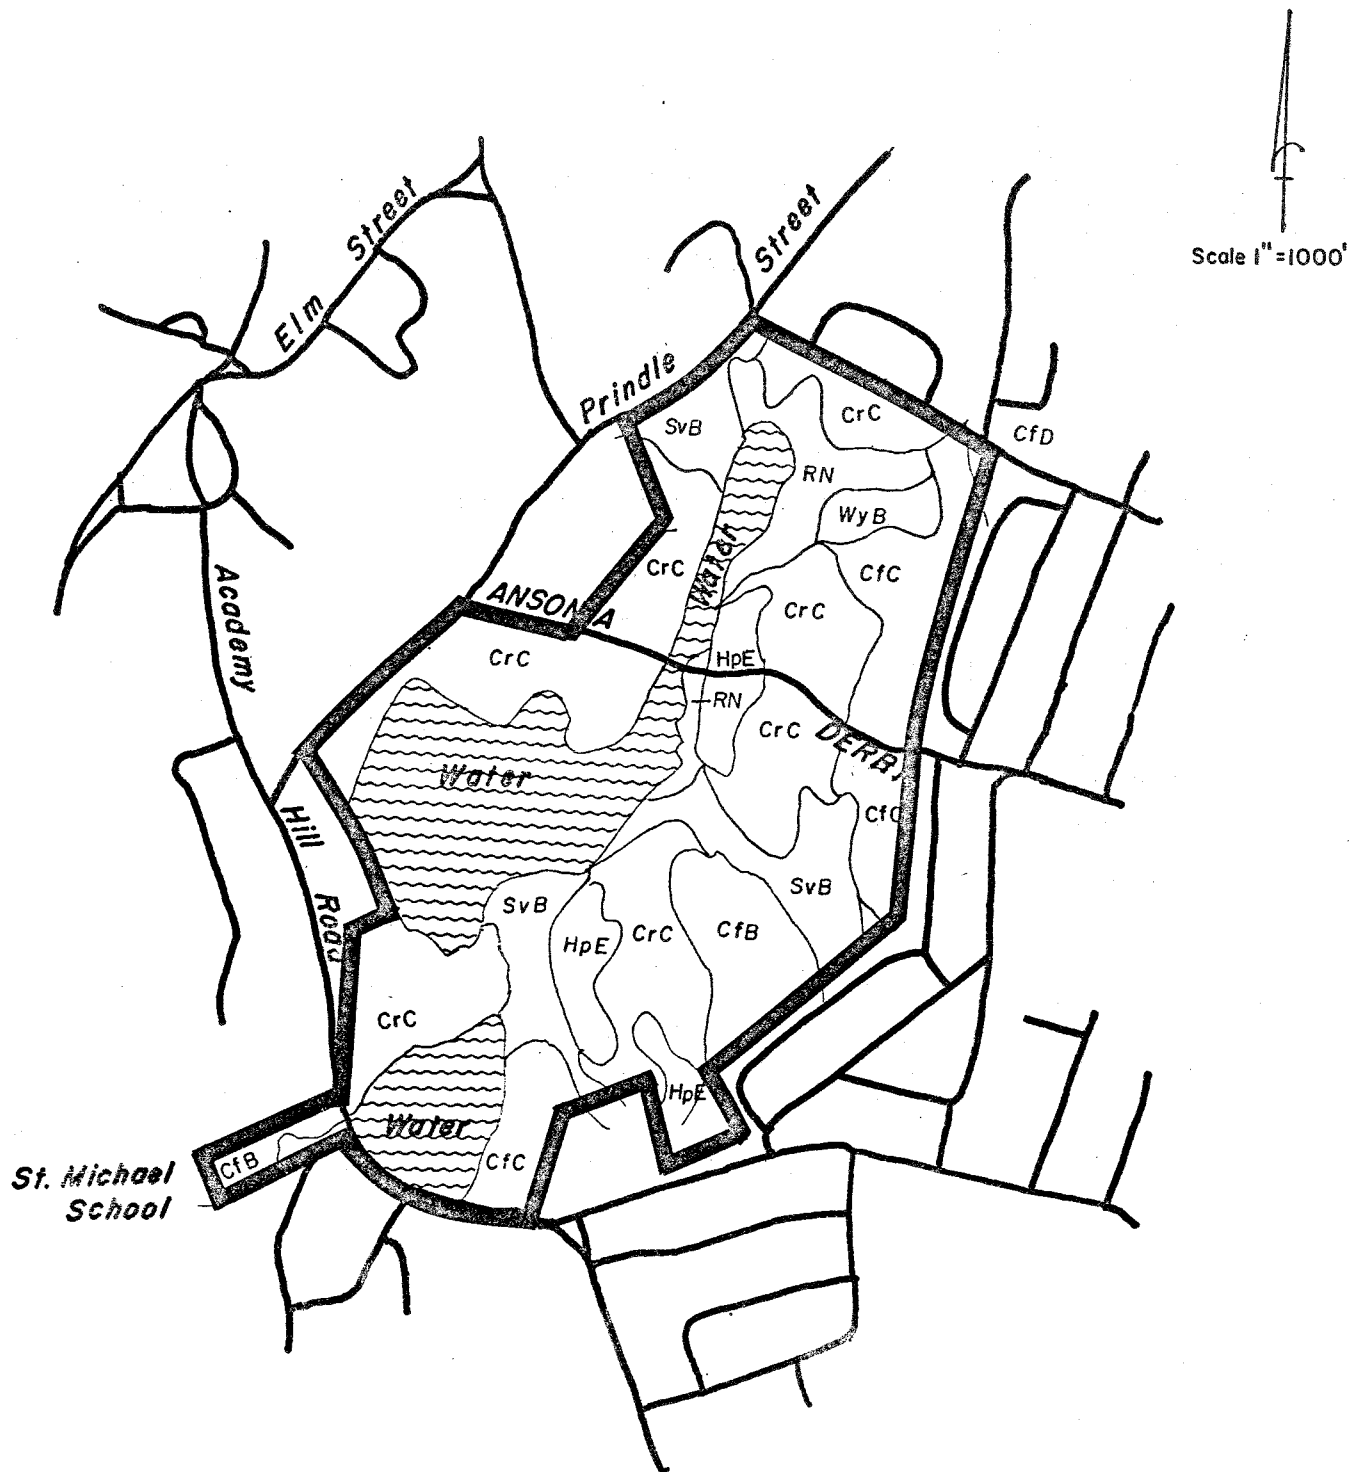 Scale 1"=1000'
Elm Street
Prindle Street
SvB
CrC
CfD
RN
WyB
CrC
Water
CfC
CrC
ANSONIA
Academy
CrC
HpE
RN
CrC
DERBY
Water
Hill
CfC
SvB
SvB
Road
HpE
CrC
CfB
CrC
HpE
Water
CfB
CfC
St. Michael
School